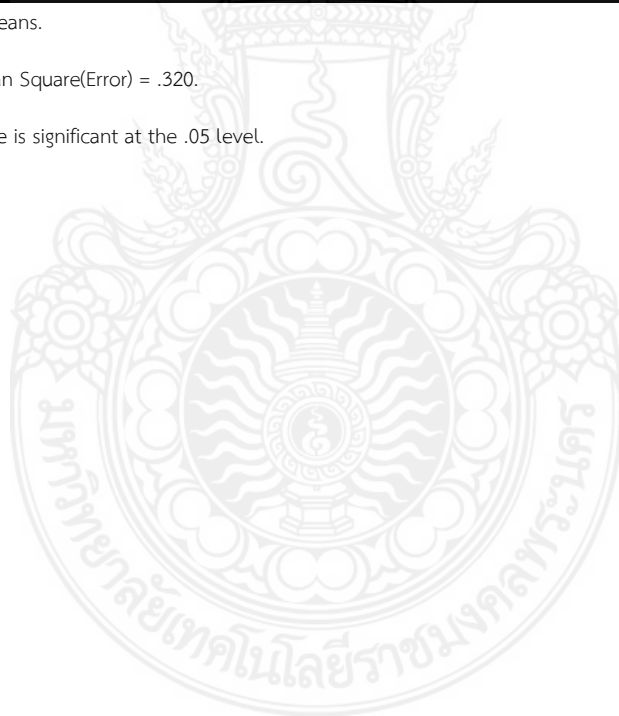 eans.
an Square(Error) = .320.
e is significant at the .05 level.
มหาวิทยาลัยเทคโนโลยีราชมงคลพระนคร